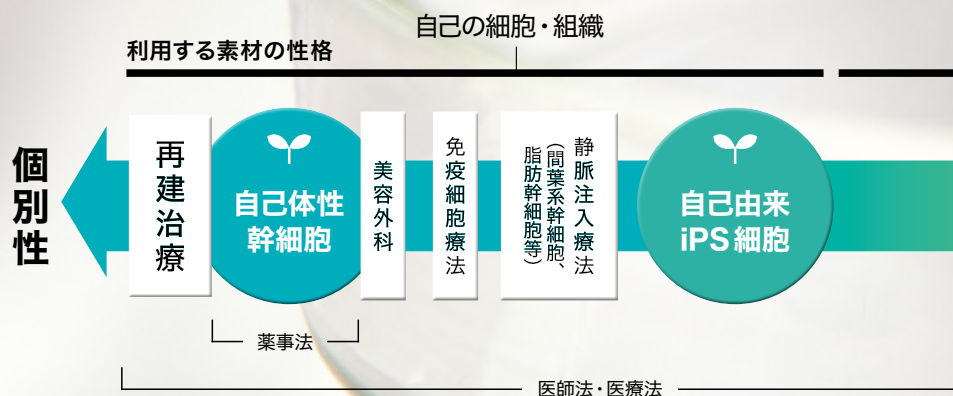 自己の細胞・組織
利用する素材の性格
個別性
再建治療
自己体性
幹細胞
美容外科
免疫細胞療法
静脈注入療法
（間葉系幹細胞、
脂肪幹細胞等）
自己由来
iPS細胞
薬事法
医師法・医療法